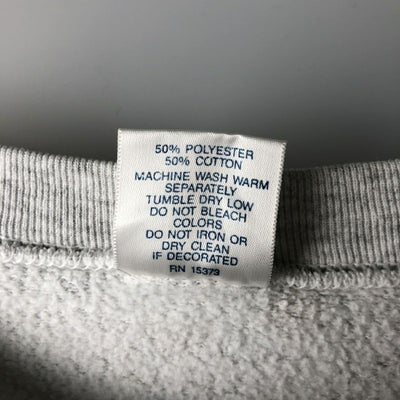 50% POLYESTER
50% COTTON
MACHINE WASH WARM
SEPARATELY
TUMBLE DRY LOW
DO NOT BLEACH
COLORS
DO NOT IRON OR
DRY CLEAN
IF DECORATED
RN 15373